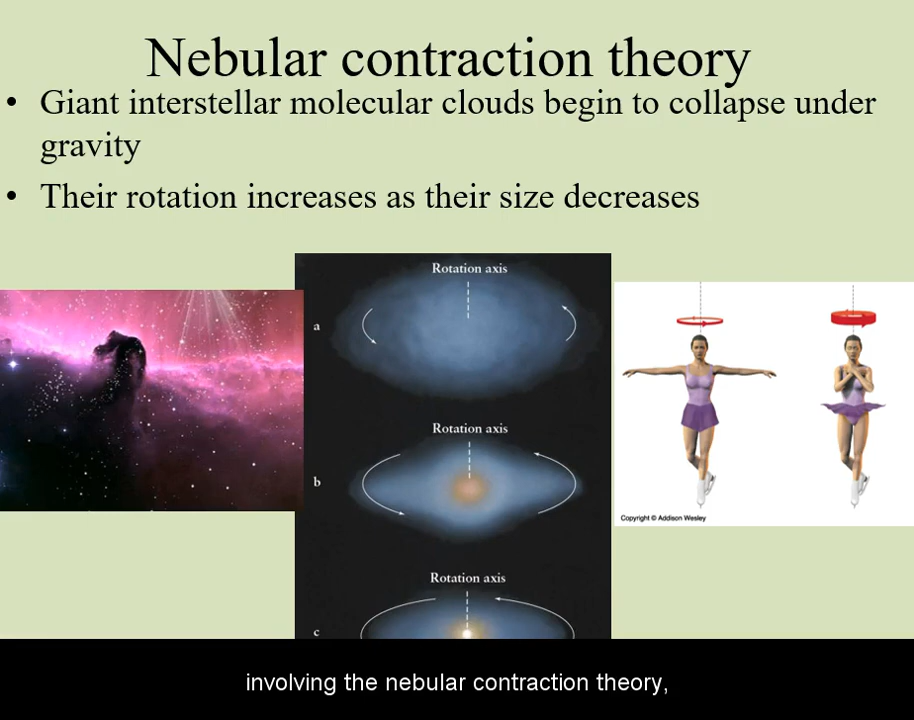 Nebular contraction theory
• Giant interstellar molecular clouds begin to collapse under
gravity
• Their rotation increases as their size decreases
Rotation axis
a
Rotation axis
b
Rotation axis
c
Copyright © Addison Wesley
involving the nebular contraction theory,